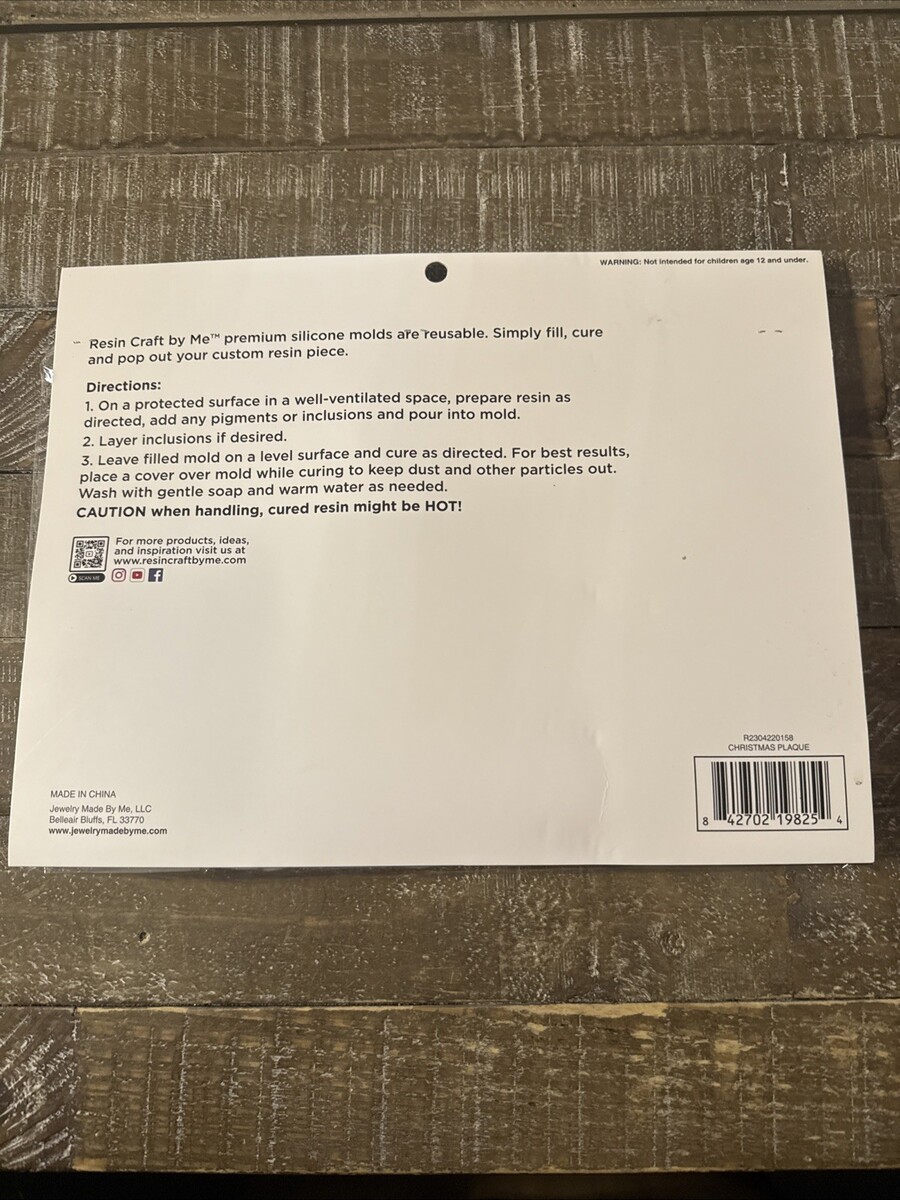 WARNING: Not intended for children age 12 and under.
Resin Craft by Me™ premium silicone molds are reusable. Simply fill, cure
and pop out your custom resin piece.
Directions:
1. On a protected surface in a well-ventilated space, prepare resin as
directed, add any pigments or inclusions and pour into mold.
2. Layer inclusions if desired.
3. Leave filled mold on a level surface and cure as directed. For best results,
place a cover over mold while curing to keep dust and other particles out.
Wash with gentle soap and warm water as needed.
CAUTION when handling, cured resin might be HOT!
For more products, ideas,
and inspiration visit us at
www.resincraftbyme.com
SCAN ME
R2304220158
CHRISTMAS PLAQUE
8 42702 19825 4
MADE IN CHINA
Jewelry Made By Me, LLC
Belleair Bluffs, FL 33770
www.jewelrymadebyme.com